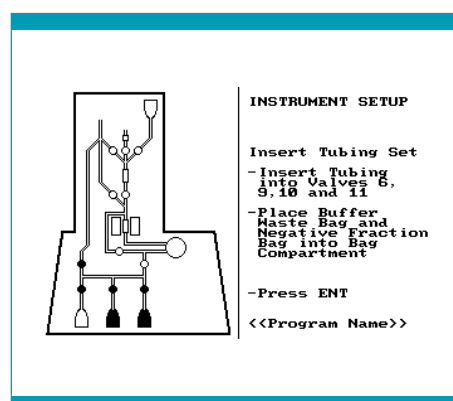 INSTRUMENT SETUP
Insert Tubing Set
-Insert Tubing
into Valves 6,
9,10 and 11
-Place Buffer
Waste Bag and
Negative Fraction
Bag into Bag
Compartment
-Press ENT
<<Program Name>>